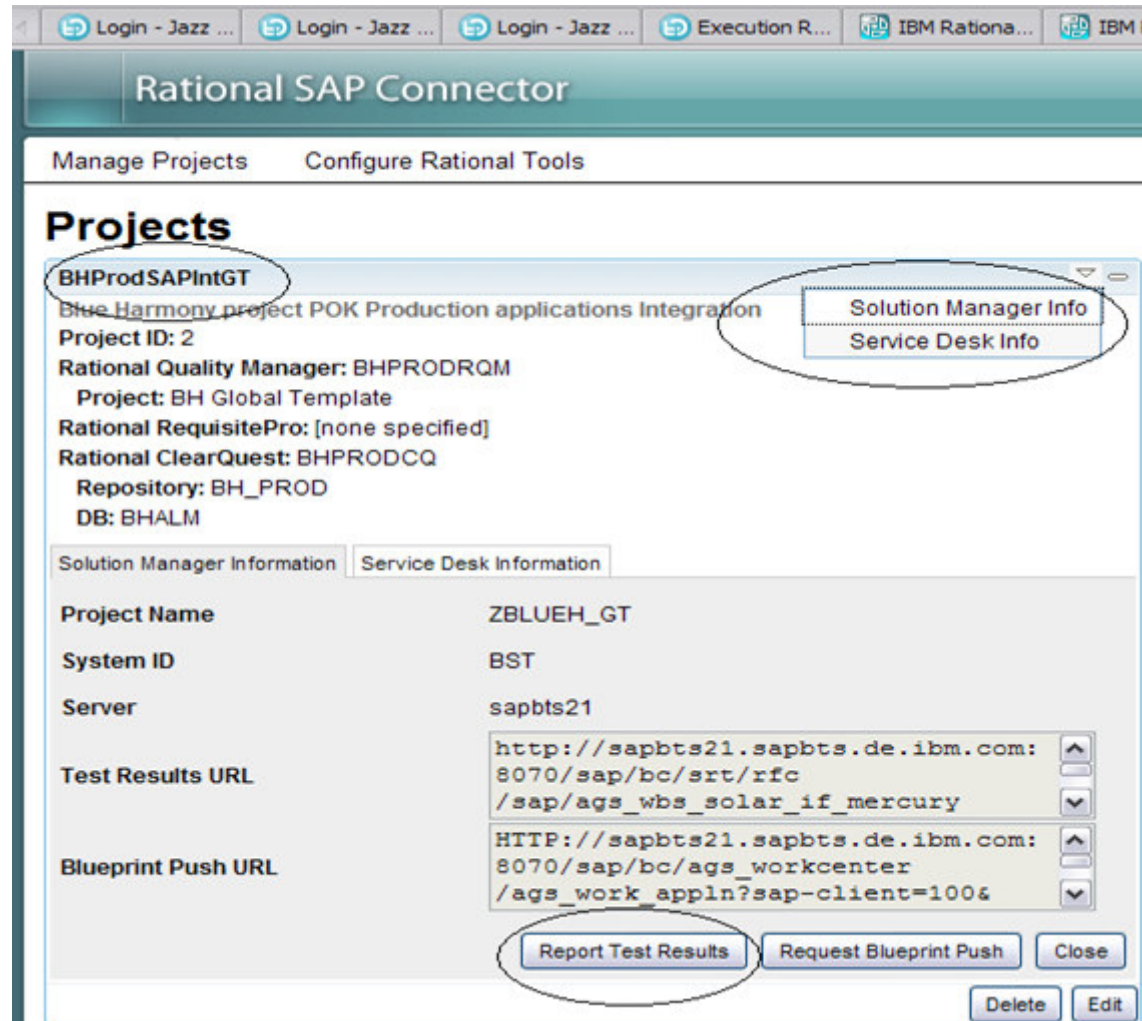 Login - Jazz ... Login - Jazz ... Login - Jazz ... Execution R... IBM Rationa... IBM
Rational SAP Connector
Manage Projects Configure Rational Tools
Projects
BHProdSAPIntGT
Blue Harmony project POK Production applications Integration
Solution Manager Info
Project ID: 2
Service Desk Info
Rational Quality Manager: BHPRODRQM
Project: BH Global Template
Rational RequisitePro: [none specified]
Rational ClearQuest: BHPRODCQ
Repository: BH_PROD
DB: BHALM
Solution Manager Information Service Desk Information
Project Name ZBLUEH_GT
System ID BST
Server sapbts21
Test Results URL
http://sapbts21.sapbts.de.ibm.com:
8070/sap/bc/srt/rfc
/sap/ags_wbs_solar_if_mercury
Blueprint Push URL
HTTP://sapbts21.sapbts.de.ibm.com:
8070/sap/bc/ags_workcenter
/ags_work_appln?sap-client=100&
Report Test Results Request Blueprint Push Close
Delete Edit